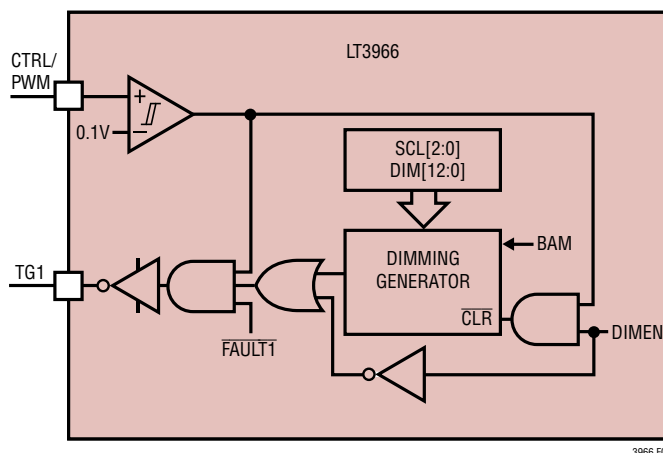 LT3966
CTRL/
PWM
+
0.1V
−
SCL[2:0]
DIM[12:0]
BAM
DIMMING
GENERATOR
TG1
CLR
DIMEN
FAULT1